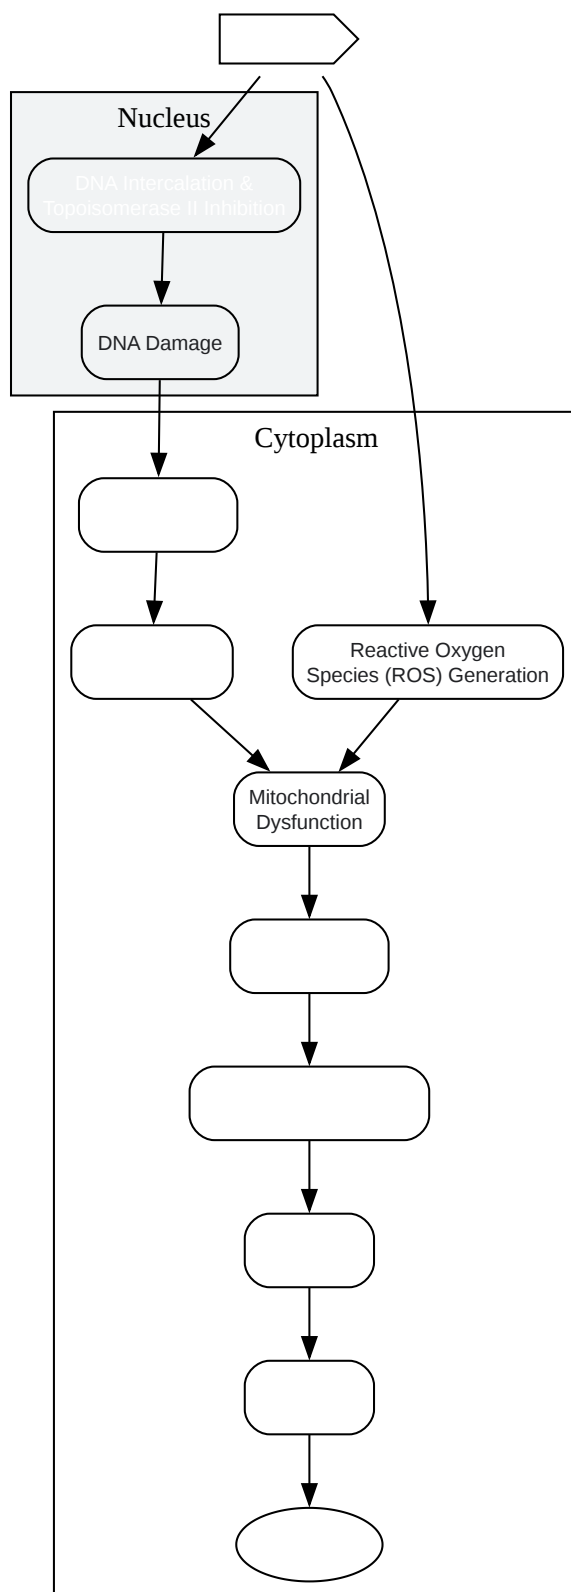 Nucleus
DNA Intercalation &
Topoisomerase II Inhibition
DNA Damage
Cytoplasm
Reactive Oxygen
Species (ROS) Generation
Mitochondrial
Dysfunction